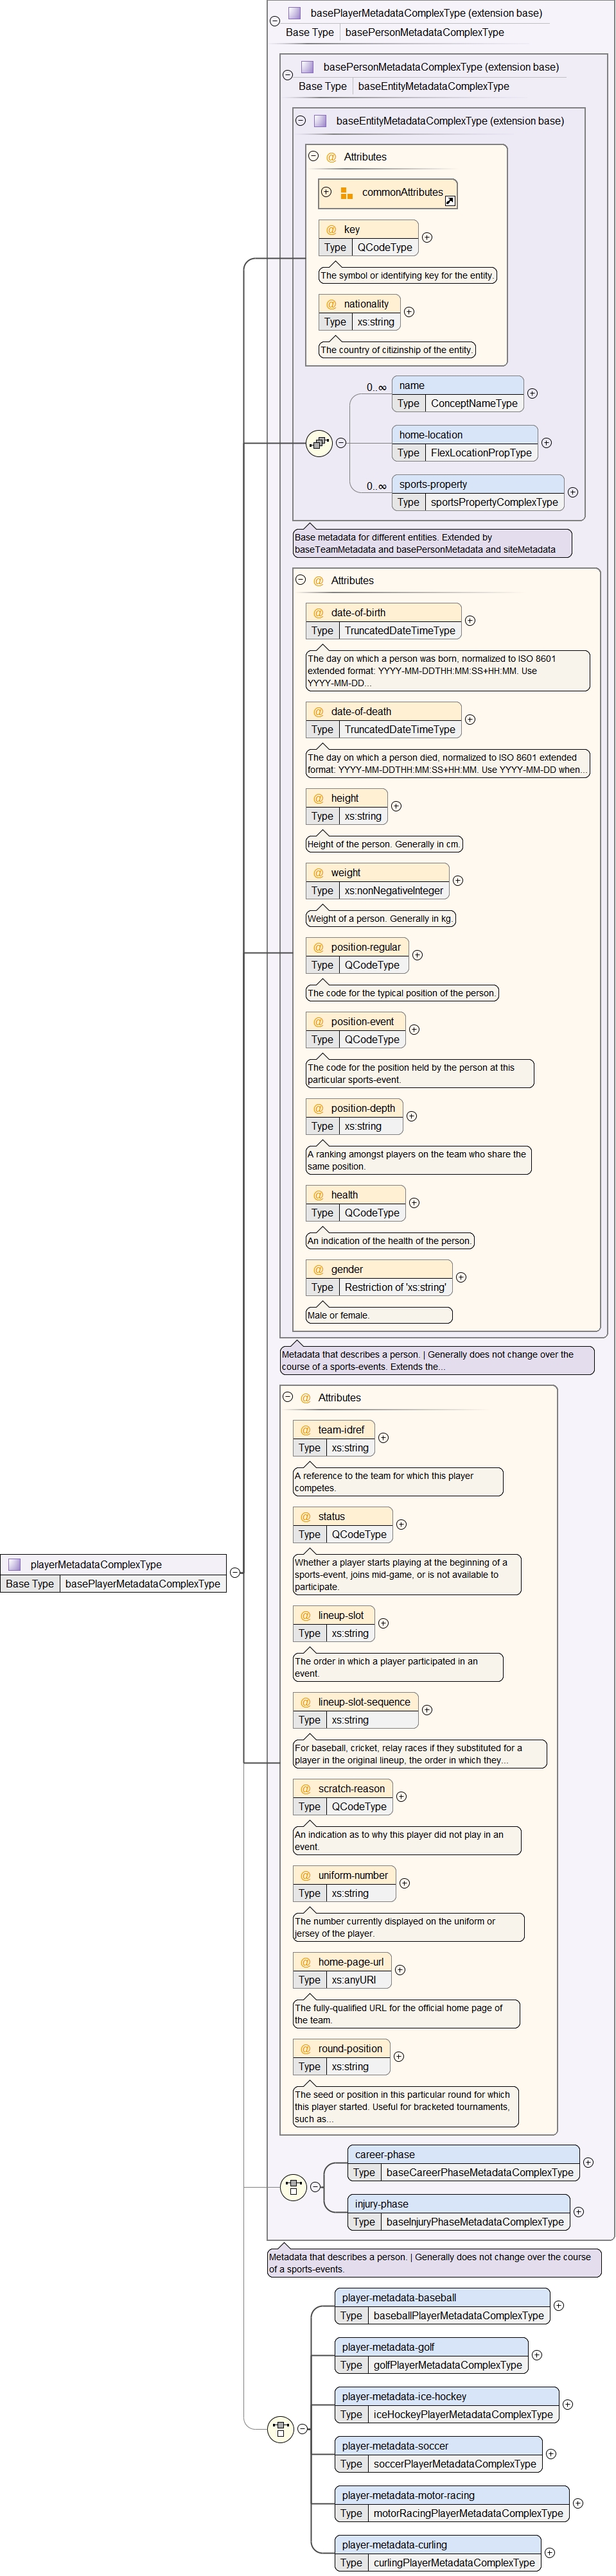 basePlayerMetadataComplexType (extension base)
Base Type basePersonMetadataComplexType
basePersonMetadataComplexType (extension base)
Base Type baseEntityMetadataComplexType
baseEntityMetadataComplexType (extension base)
@ Attributes
commonAttributes
@ key
Type QCodeType
The symbol or identifying key for the entity.
@ nationality
Type xs:string
The country of citizinship of the entity.
0..∞ name
Type ConceptNameType
home-location
Type FlexLocationPropType
0..∞ sports-property
Type sportsPropertyComplexType
Base metadata for different entities. Extended by
baseTeamMetadata and basePersonMetadata and siteMetadata
@ Attributes
@ date-of-birth
Type TruncatedDateTimeType
The day on which a person was born, normalized to ISO 8601
extended format: YYYY-MM-DDTHH:MM:SS+HH:MM. Use
YYYY-MM-DD...
@ date-of-death
Type TruncatedDateTimeType
The day on which a person died, normalized to ISO 8601 extended
format: YYYY-MM-DDTHH:MM:SS+HH:MM. Use YYYY-MM-DD when...
@ height
Type xs:string
Height of the person. Generally in cm.
@ weight
Type xs:nonNegativeInteger
Weight of a person. Generally in kg.
@ position-regular
Type QCodeType
The code for the typical position of the person.
@ position-event
Type QCodeType
The code for the position held by the person at this
particular sports-event.
@ position-depth
Type xs:string
A ranking amongst players on the team who share the
same position.
@ health
Type QCodeType
An indication of the health of the person.
@ gender
Type Restriction of 'xs:string'
Male or female.
Metadata that describes a person. | Generally does not change over the
course of a sports-events. Extends the...
@ Attributes
@ team-idref
Type xs:string
A reference to the team for which this player
competes.
@ status
Type QCodeType
Whether a player starts playing at the beginning of a
sports-event, joins mid-game, or is not available to
participate.
playerMetadataComplexType
Base Type basePlayerMetadataComplexType
@ lineup-slot
Type xs:string
The order in which a player participated in an
event.
@ lineup-slot-sequence
Type xs:string
For baseball, cricket, relay races if they substituted for a
player in the original lineup, the order in which they...
@ scratch-reason
Type QCodeType
An indication as to why this player did not play in an
event.
@ uniform-number
Type xs:string
The number currently displayed on the uniform or
jersey of the player.
@ home-page-url
Type xs:anyURI
The fully-qualified URL for the official home page of
the team.
@ round-position
Type xs:string
The seed or position in this particular round for which
this player started. Useful for bracketed tournaments,
such as...
career-phase
Type baseCareerPhaseMetadataComplexType
injury-phase
Type baseInjuryPhaseMetadataComplexType
Metadata that describes a person. | Generally does not change over the course
of a sports-events.
player-metadata-baseball
Type baseballPlayerMetadataComplexType
player-metadata-golf
Type golfPlayerMetadataComplexType
player-metadata-ice-hockey
Type iceHockeyPlayerMetadataComplexType
player-metadata-soccer
Type soccerPlayerMetadataComplexType
player-metadata-motor-racing
Type motorRacingPlayerMetadataComplexType
player-metadata-curling
Type curlingPlayerMetadataComplexType